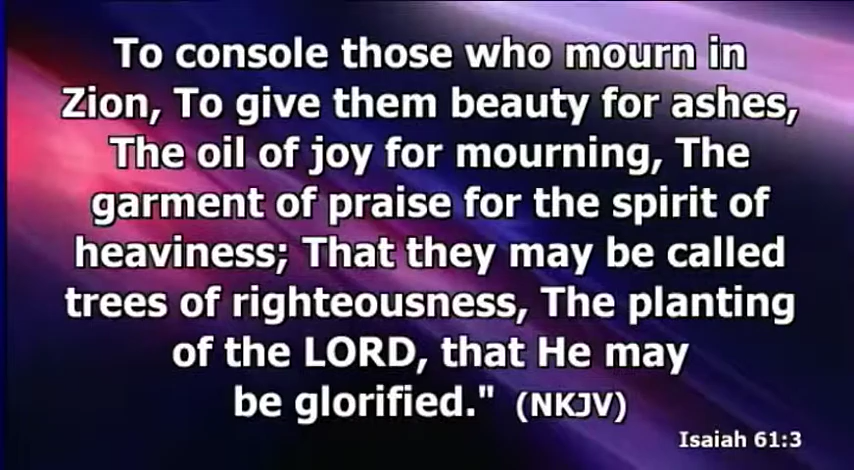 To console those who mourn in
Zion, To give them beauty for ashes,
The oil of joy for mourning, The
garment of praise for the spirit of
heaviness; That they may be called
trees of righteousness, The planting
of the LORD, that He may
be glorified." (NKJV)
Isaiah 61:3